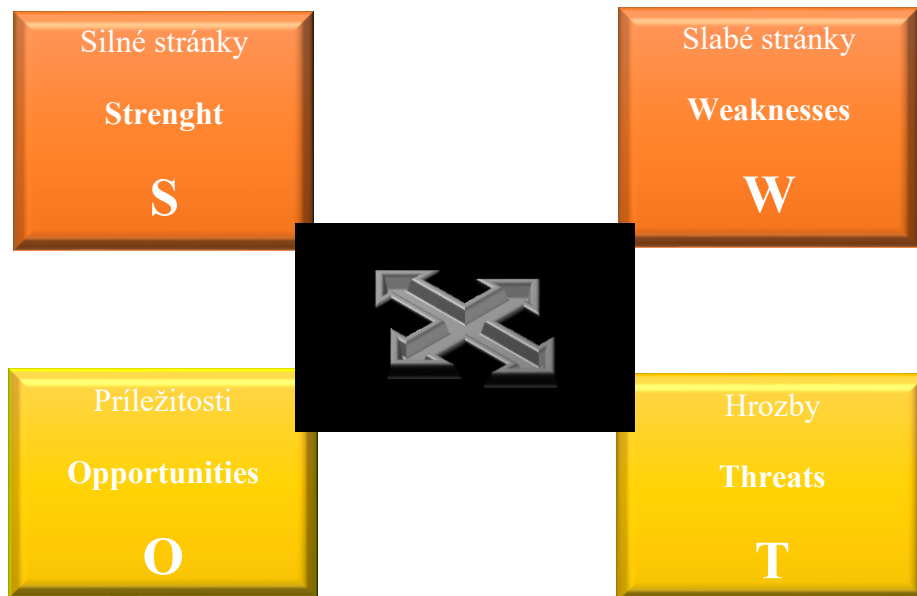 Silné stránky
Strenght
S
Slabé stránky
Weaknesses
W
Príležitosti
Opportunities
O
Hrozby
Threats
T